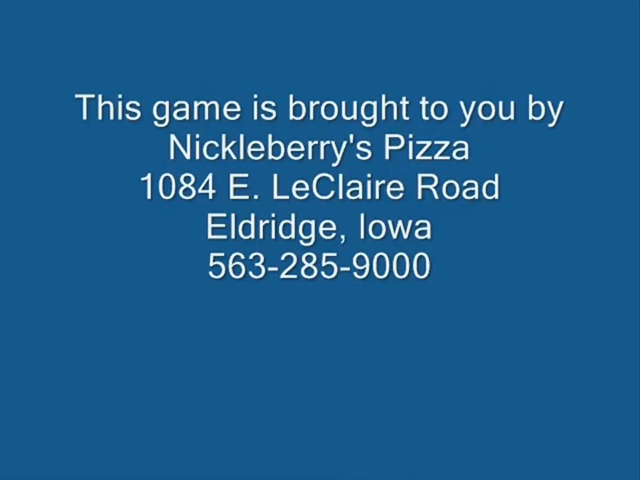 This game is brought to you by
Nickleberry's Pizza
1084 E. LeClaire Road
Eldridge, Iowa
563-285-9000